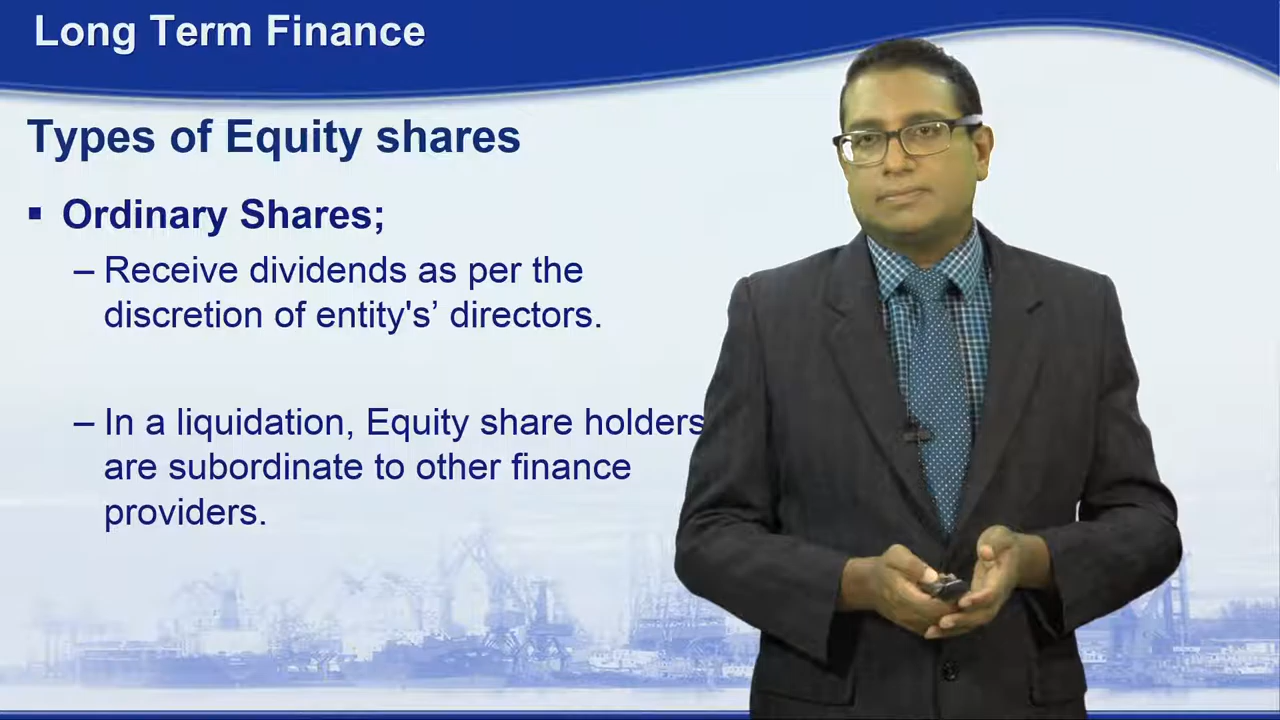 Long Term Finance
Types of Equity shares
▪ Ordinary Shares;
– Receive dividends as per the
discretion of entity's’ directors.
– In a liquidation, Equity share holders
are subordinate to other finance
providers.